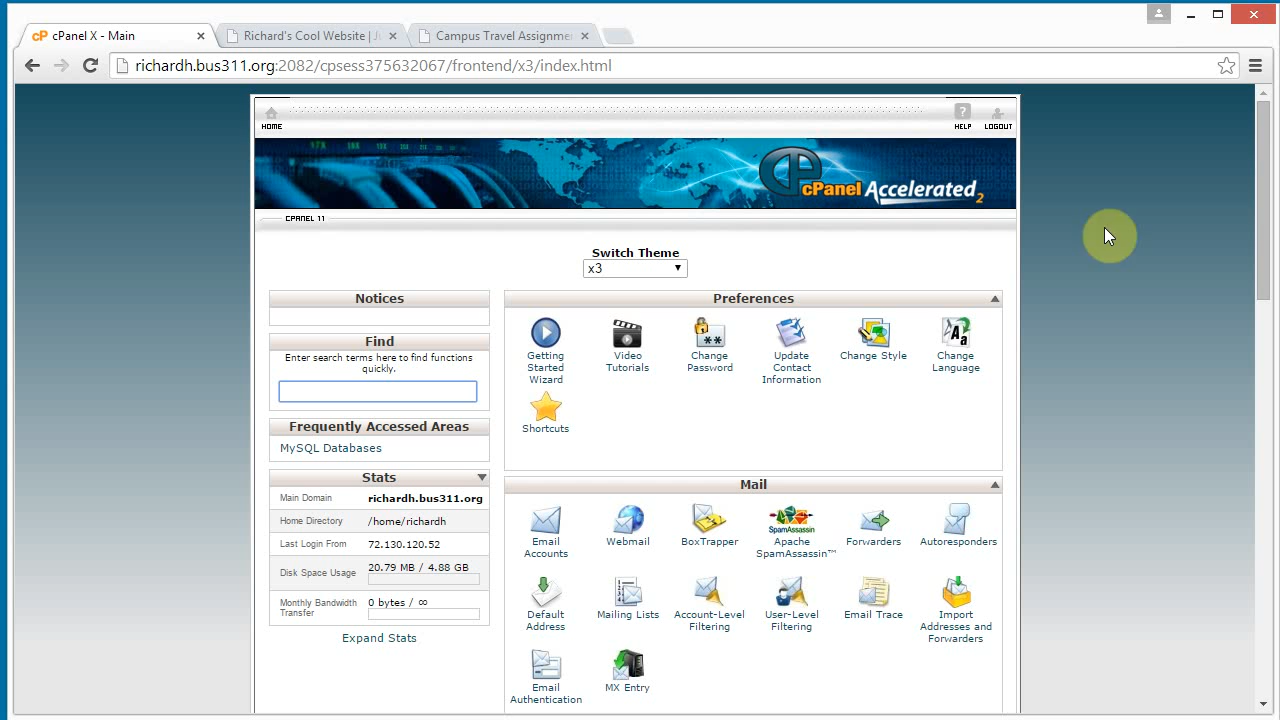 cP cPanel X - Main
Richard's Cool Website |
Campus Travel Assignme
richardh.bus311.org:2082/cpsess375632067/frontend/x3/index.html
HOME
HELP
LOGOUT
cPanel Accelerated 2
CPANEL 11
Switch Theme
x3
Notices
Find
Enter search terms here to find functions
quickly.
Frequently Accessed Areas
MySQL Databases
Stats
Main Domain richardh.bus311.org
Home Directory /home/richardh
Last Login From 72.130.120.52
Disk Space Usage 20.79 MB / 4.88 GB
Monthly Bandwidth
Transfer
0 bytes / ∞
Expand Stats
Preferences
Getting
Started
Wizard
Video
Tutorials
Change
Password
Update
Contact
Information
Change Style
Change
Language
Shortcuts
Mail
Email
Accounts
Webmail
BoxTrapper
SpamAssassin
Apache
SpamAssassin™
Forwarders
Autoresponders
Default
Address
Mailing Lists
Account-Level
Filtering
User-Level
Filtering
Email Trace
Import
Addresses and
Forwarders
Email
Authentication
MX Entry